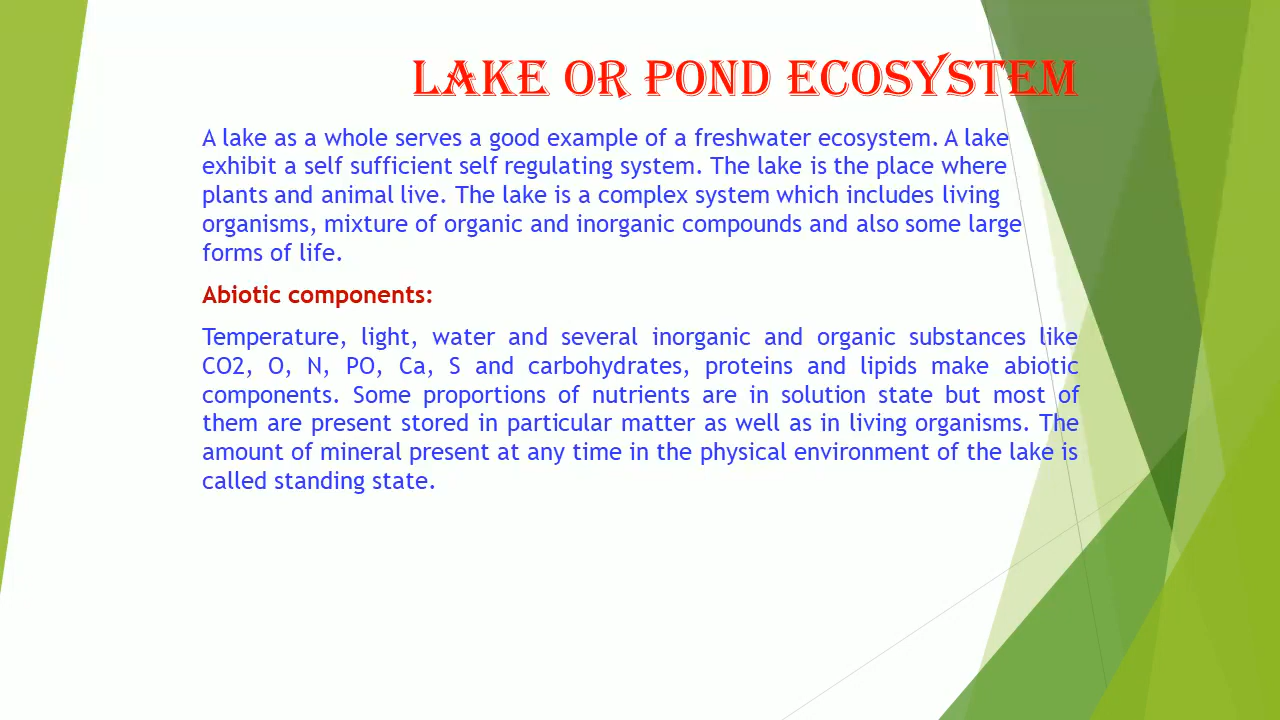 LAKE OR POND ECOSYSTEM
A lake as a whole serves a good example of a freshwater ecosystem. A lake
exhibit a self sufficient self regulating system. The lake is the place where
plants and animal live. The lake is a complex system which includes living
organisms, mixture of organic and inorganic compounds and also some large
forms of life.
Abiotic components:
Temperature, light, water and several inorganic and organic substances like
CO2, O, N, PO, Ca, S and carbohydrates, proteins and lipids make abiotic
components. Some proportions of nutrients are in solution state but most of
them are present stored in particular matter as well as in living organisms. The
amount of mineral present at any time in the physical environment of the lake is
called standing state.